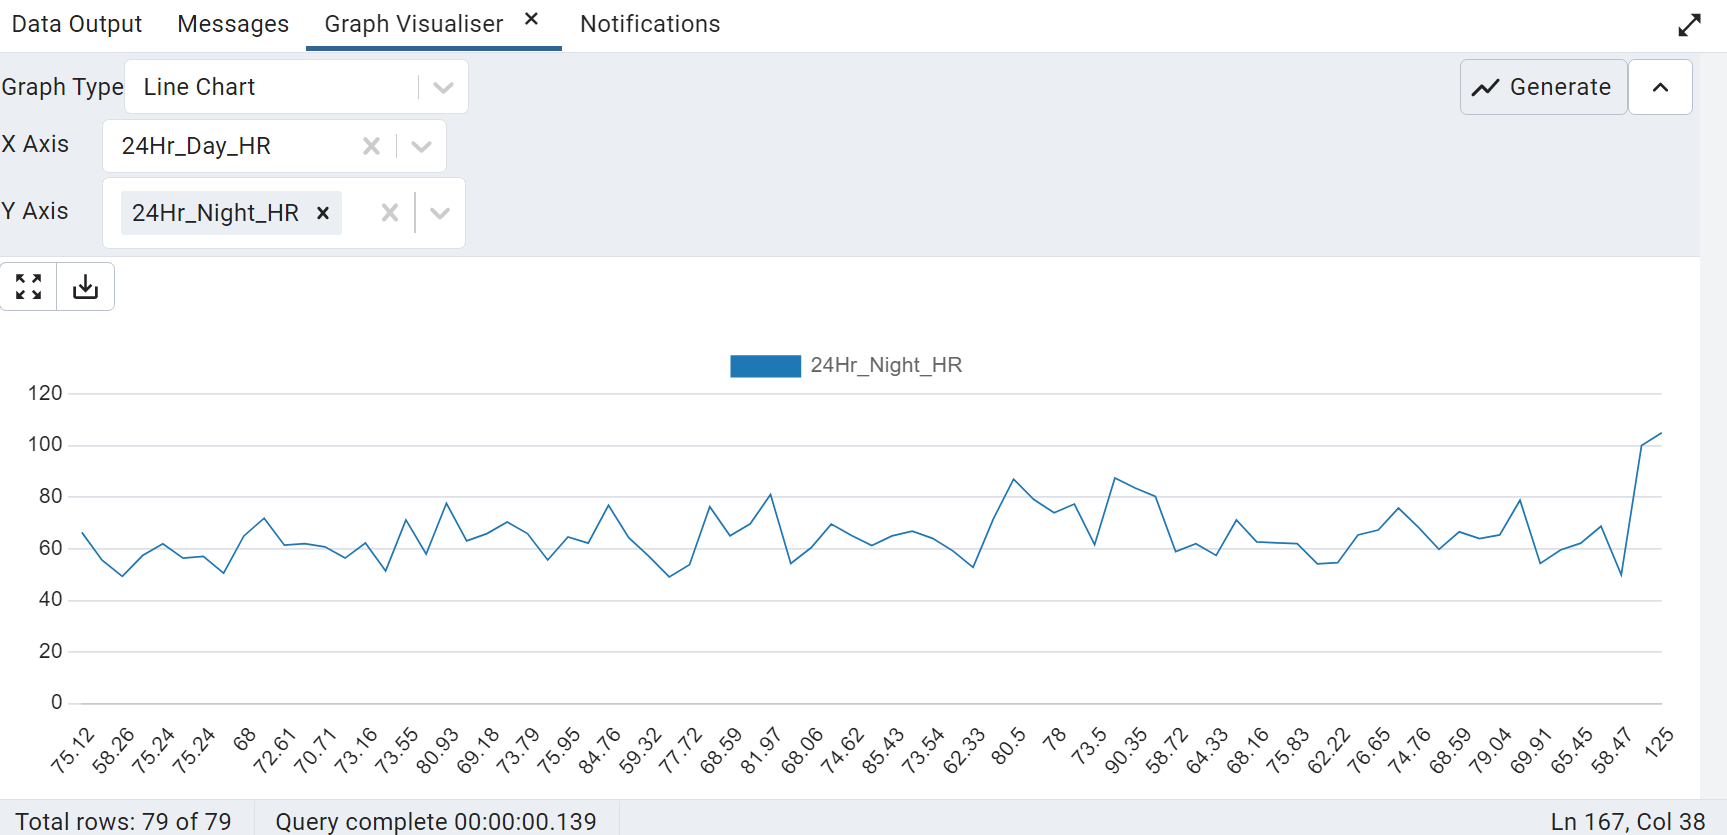 Data Output Messages Graph Visualiser Notifications
Graph Type Line Chart Generate
X Axis 24Hr_Day_HR
Y Axis 24Hr_Night_HR
24Hr_Night_HR
120
100
80
60
40
20
0
75.12 58.26 75.24 75.24 68 72.61 70.71 73.16 73.55 80.93 69.18 73.79 75.95 84.76 59.32 77.72 68.59 81.97 68.06 74.62 85.43 73.54 62.33 80.5 78 73.5 90.35 58.72 64.33 68.16 75.83 62.22 76.65 74.76 68.59 79.04 69.91 65.45 58.47 125
Total rows: 79 of 79 Query complete 00:00:00.139 Ln 167, Col 38